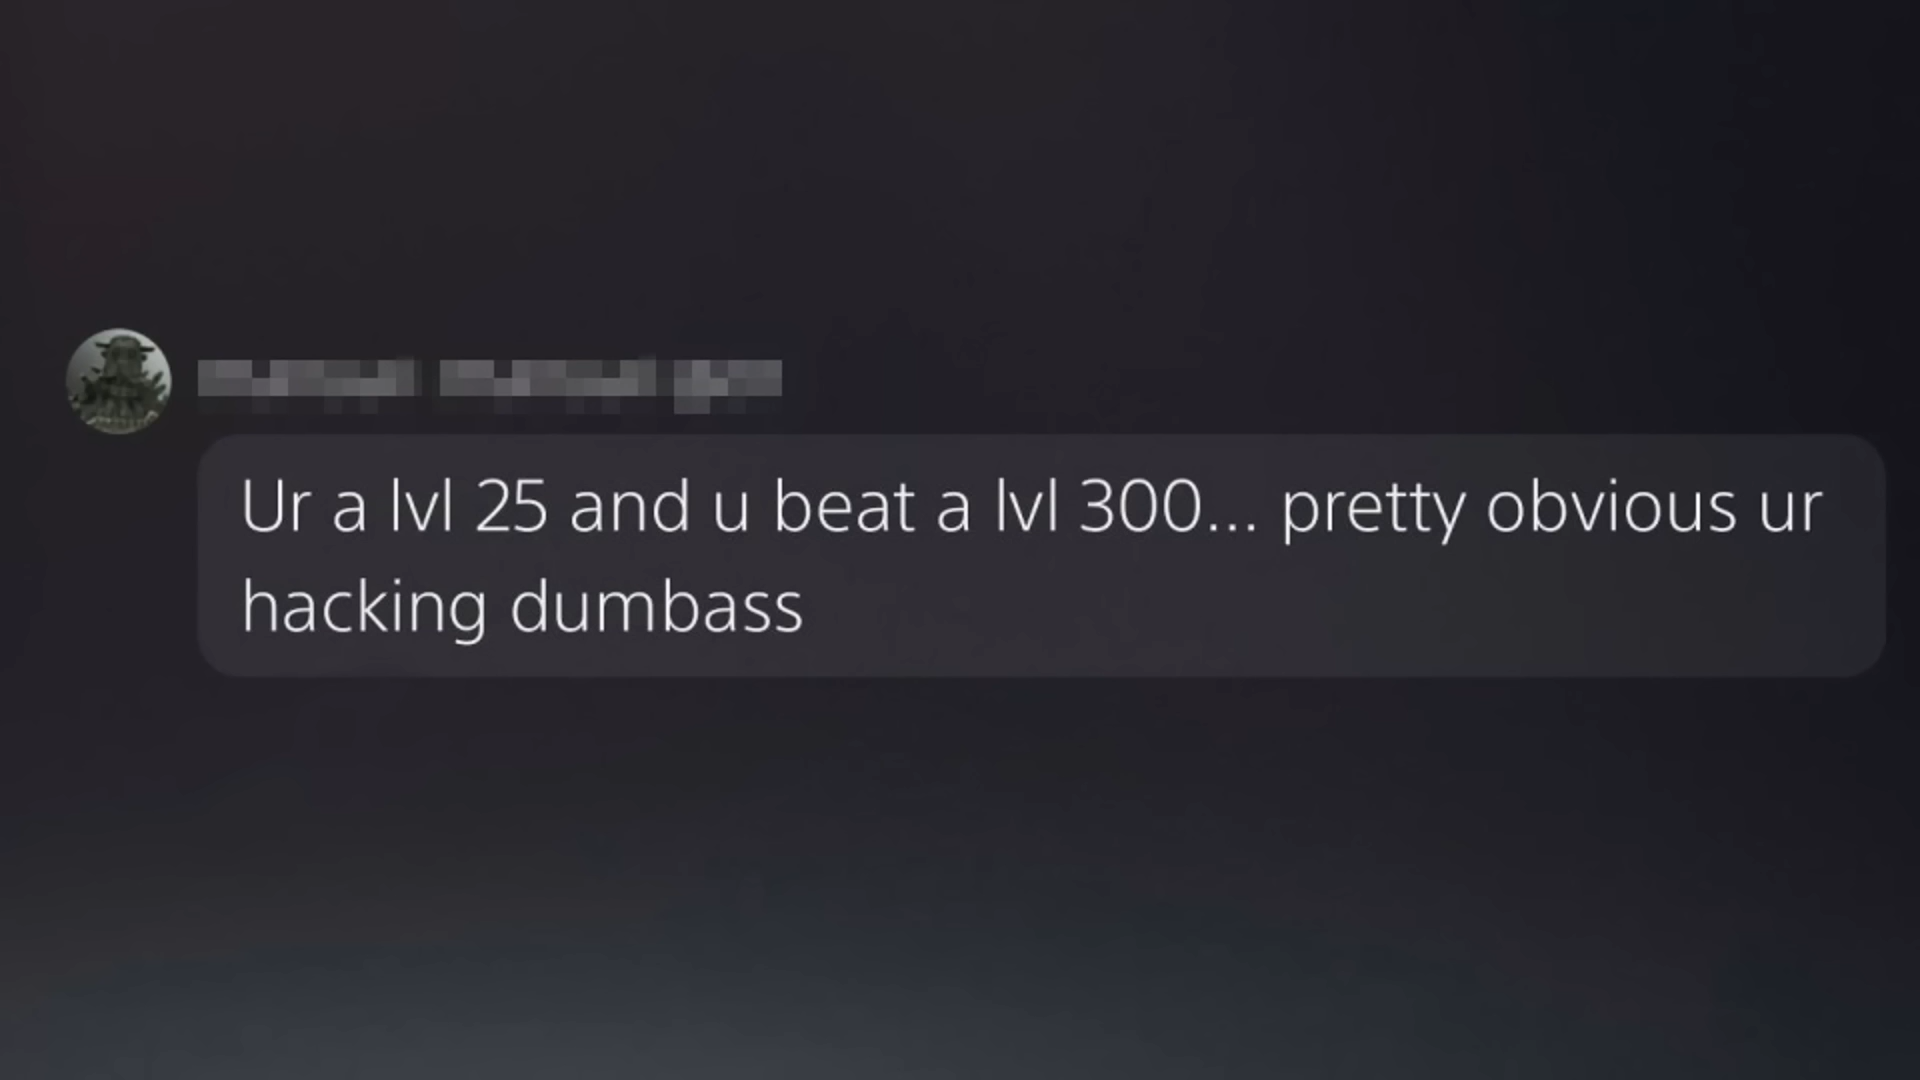 Ur a lvl 25 and u beat a lvl 300... pretty obvious ur
hacking dumbass